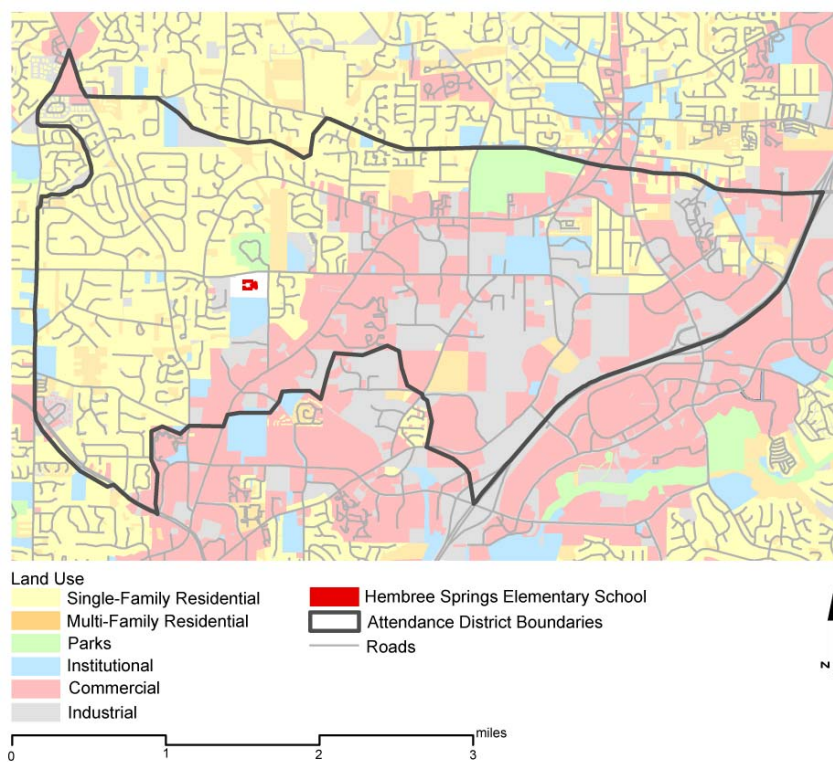 Land Use
Single-Family Residential
Multi-Family Residential
Parks
Institutional
Commercial
Industrial
Hembree Springs Elementary School
Attendance District Boundaries
Roads
N
miles
0 1 2 3